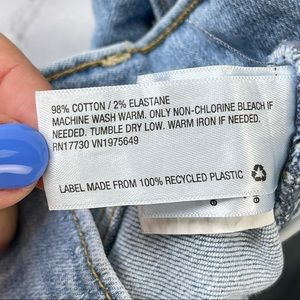 98% COTTON / 2% ELASTANE
MACHINE WASH WARM. ONLY NON-CHLORINE BLEACH IF
NEEDED. TUMBLE DRY LOW. WARM IRON IF NEEDED.
RN17730 VN1975649
LABEL MADE FROM 100% RECYCLED PLASTIC